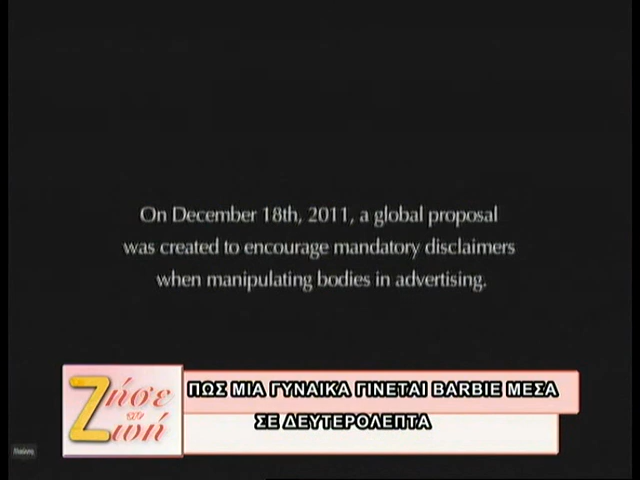 On December 18th, 2011, a global proposal
was created to encourage mandatory disclaimers
when manipulating bodies in advertising.
Ζήσε
την
Ζωή
ΠΩΣ ΜΙΑ ΓΥΝΑΙΚΑ ΓΙΝΕΤΑΙ BARBIE ΜΕΣΑ
ΣΕ ΔΕΥΤΕΡΟΛΕΠΤΑ